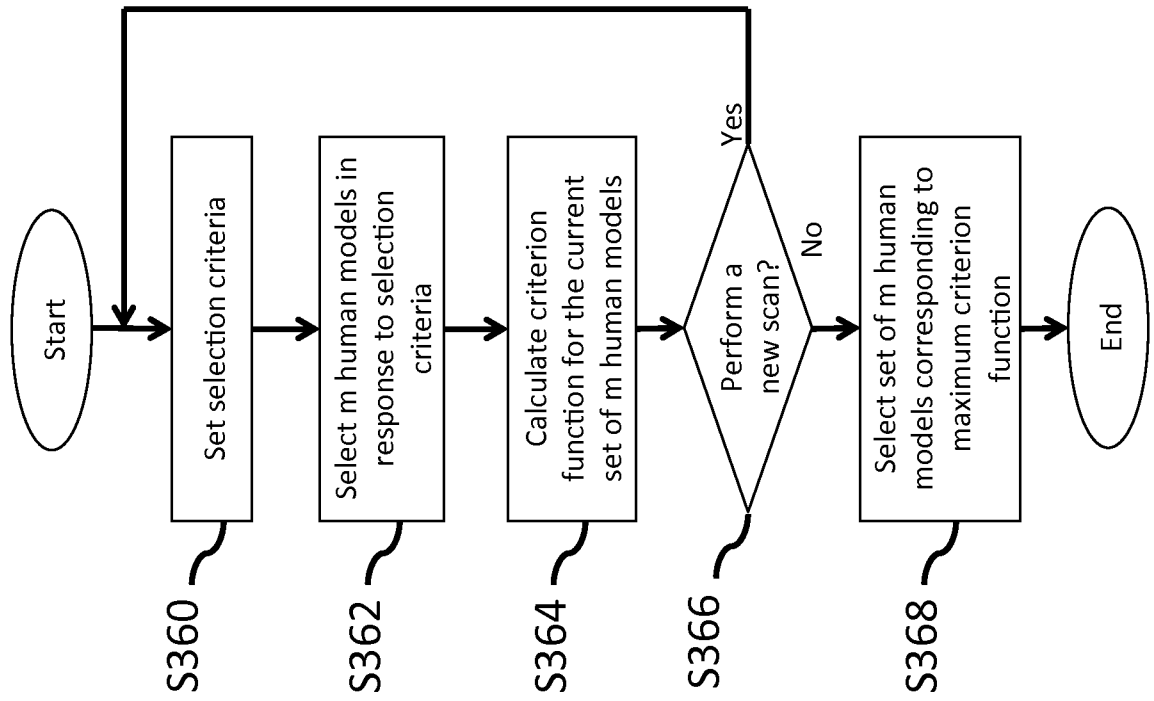 Start
Set selection criteria
S360
Select m human models in
response to selection
criteria
S362
Calculate criterion
function for the current
set of m human models
S364
Perform a
new scan?
Yes
No
S366
Select set of m human
models corresponding to
maximum criterion
function
S368
End